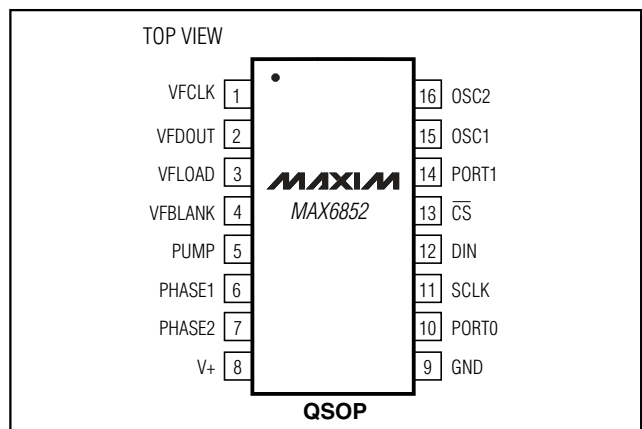 TOP VIEW
VFCLK 1
VFDOUT 2
VFLOAD 3
VFBLANK 4
PUMP 5
PHASE1 6
PHASE2 7
V+ 8
MAXIM
MAX6852
16 OSC2
15 OSC1
14 PORT1
13 C̅S̅
12 DIN
11 SCLK
10 PORT0
9 GND
QSOP